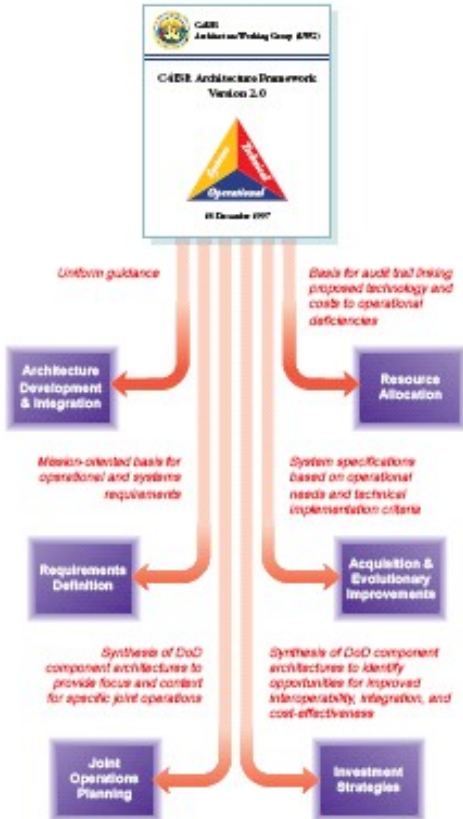 C4ISR
Architecture Working Group (AWG)
C4ISR Architecture Framework
Version 2.0
Systems
Technical
Operational
18 December 1997
Uniform guidance
Basis for audit trail linking
proposed technology and
costs to operational
deficiencies
Architecture
Development
& Integration
Resource
Allocation
Mission-oriented basis for
operational and systems
requirements
System specifications
based on operational
needs and technical
implementation criteria
Requirements
Definition
Acquisition &
Evolutionary
Improvements
Synthesis of DoD
component architectures to
provide focus and context
for specific joint operations
Synthesis of DoD component
architectures to identify
opportunities for improved
interoperability, integration, and
cost-effectiveness
Joint
Operations
Planning
Investment
Strategies